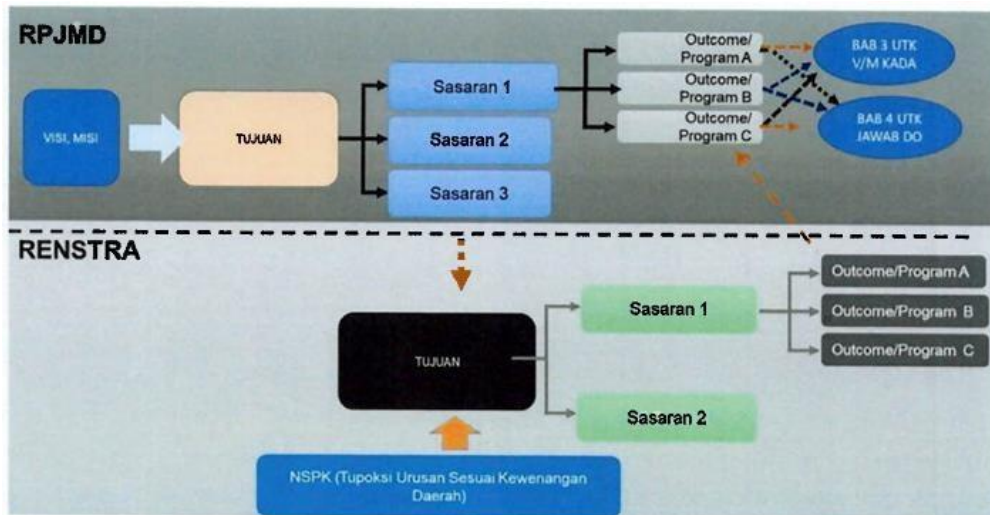 RPJMD
VISI, MISI
TUJUAN
Sasaran 1
Sasaran 2
Sasaran 3
Outcome/
Program A
Outcome/
Program B
Outcome/
Program C
BAB 3 UTK
V/M KADA
BAB 4 UTK
JAWAB DO
RENSTRA
TUJUAN
Sasaran 1
Sasaran 2
Outcome/Program A
Outcome/Program B
Outcome/Program C
NSPK (Tupoksi Urusan Sesuai Kewenangan
Daerah)